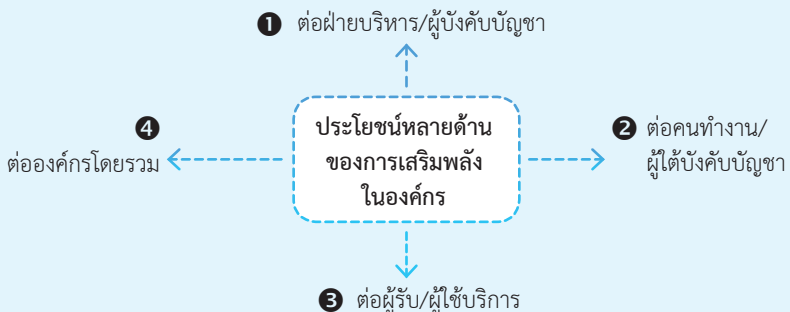 ❶ ต่อฝ่ายบริหาร/ผู้บังคับบัญชา
ประโยชน์หลายด้าน
ของการเสริมพลัง
ในองค์กร
❷ ต่อคนทำงาน/
ผู้ใต้บังคับบัญชา
❸ ต่อผู้รับ/ผู้ใช้บริการ
❹
ต่อองค์กรโดยรวม